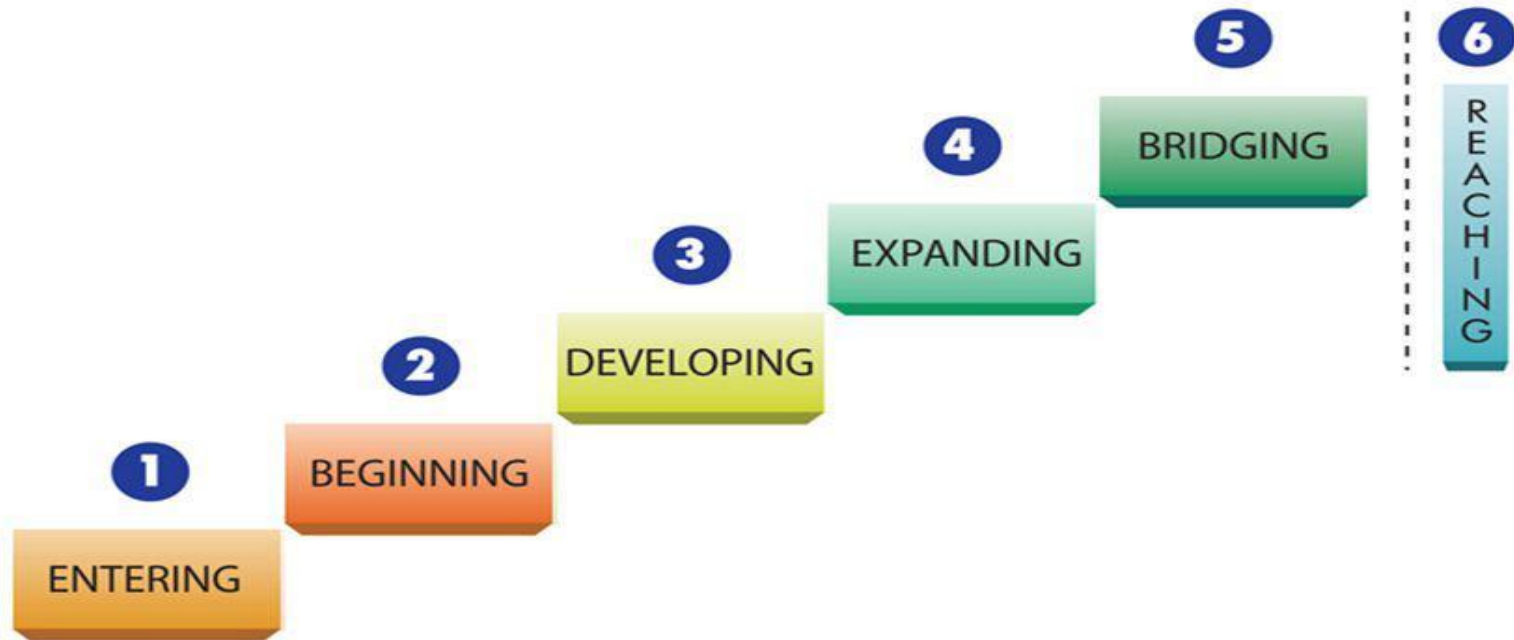 1
ENTERING
2
BEGINNING
3
DEVELOPING
4
EXPANDING
5
BRIDGING
6
REACHING